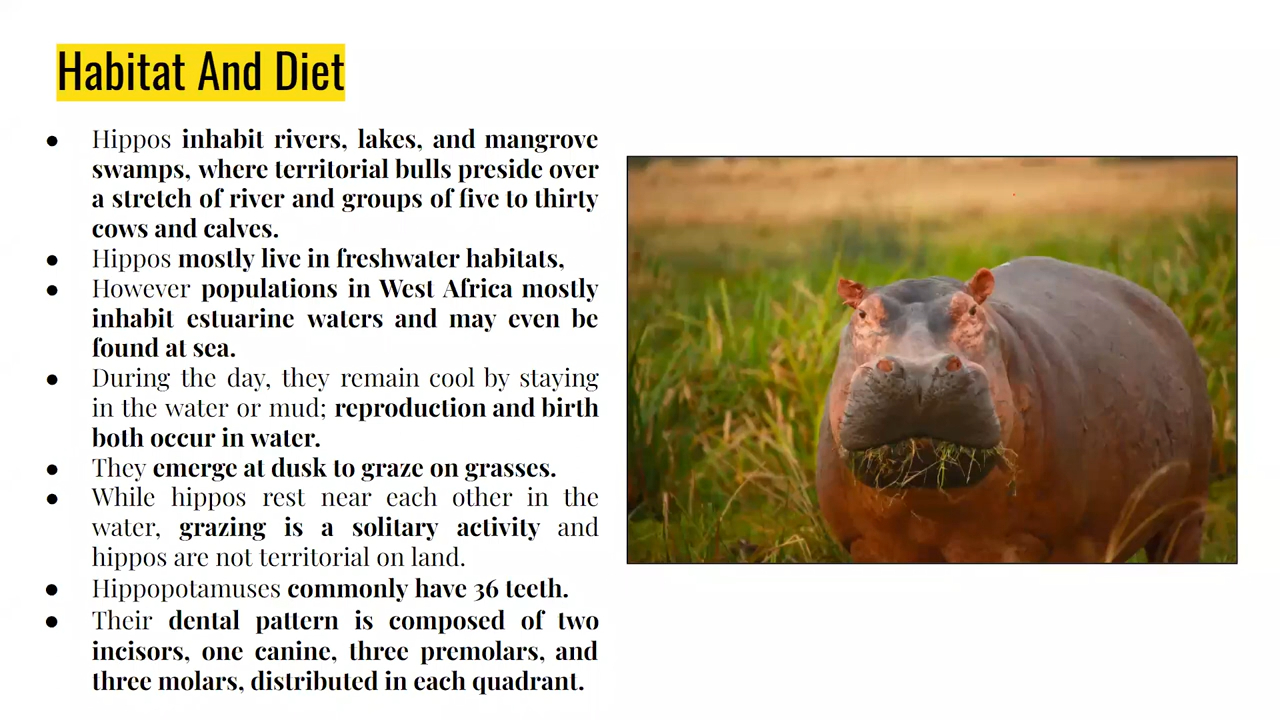 Habitat And Diet
● Hippos inhabit rivers, lakes, and mangrove
swamps, where territorial bulls preside over
a stretch of river and groups of five to thirty
cows and calves.
● Hippos mostly live in freshwater habitats,
● However populations in West Africa mostly
inhabit estuarine waters and may even be
found at sea.
● During the day, they remain cool by staying
in the water or mud; reproduction and birth
both occur in water.
● They emerge at dusk to graze on grasses.
● While hippos rest near each other in the
water, grazing is a solitary activity and
hippos are not territorial on land.
● Hippopotamuses commonly have 36 teeth.
● Their dental pattern is composed of two
incisors, one canine, three premolars, and
three molars, distributed in each quadrant.